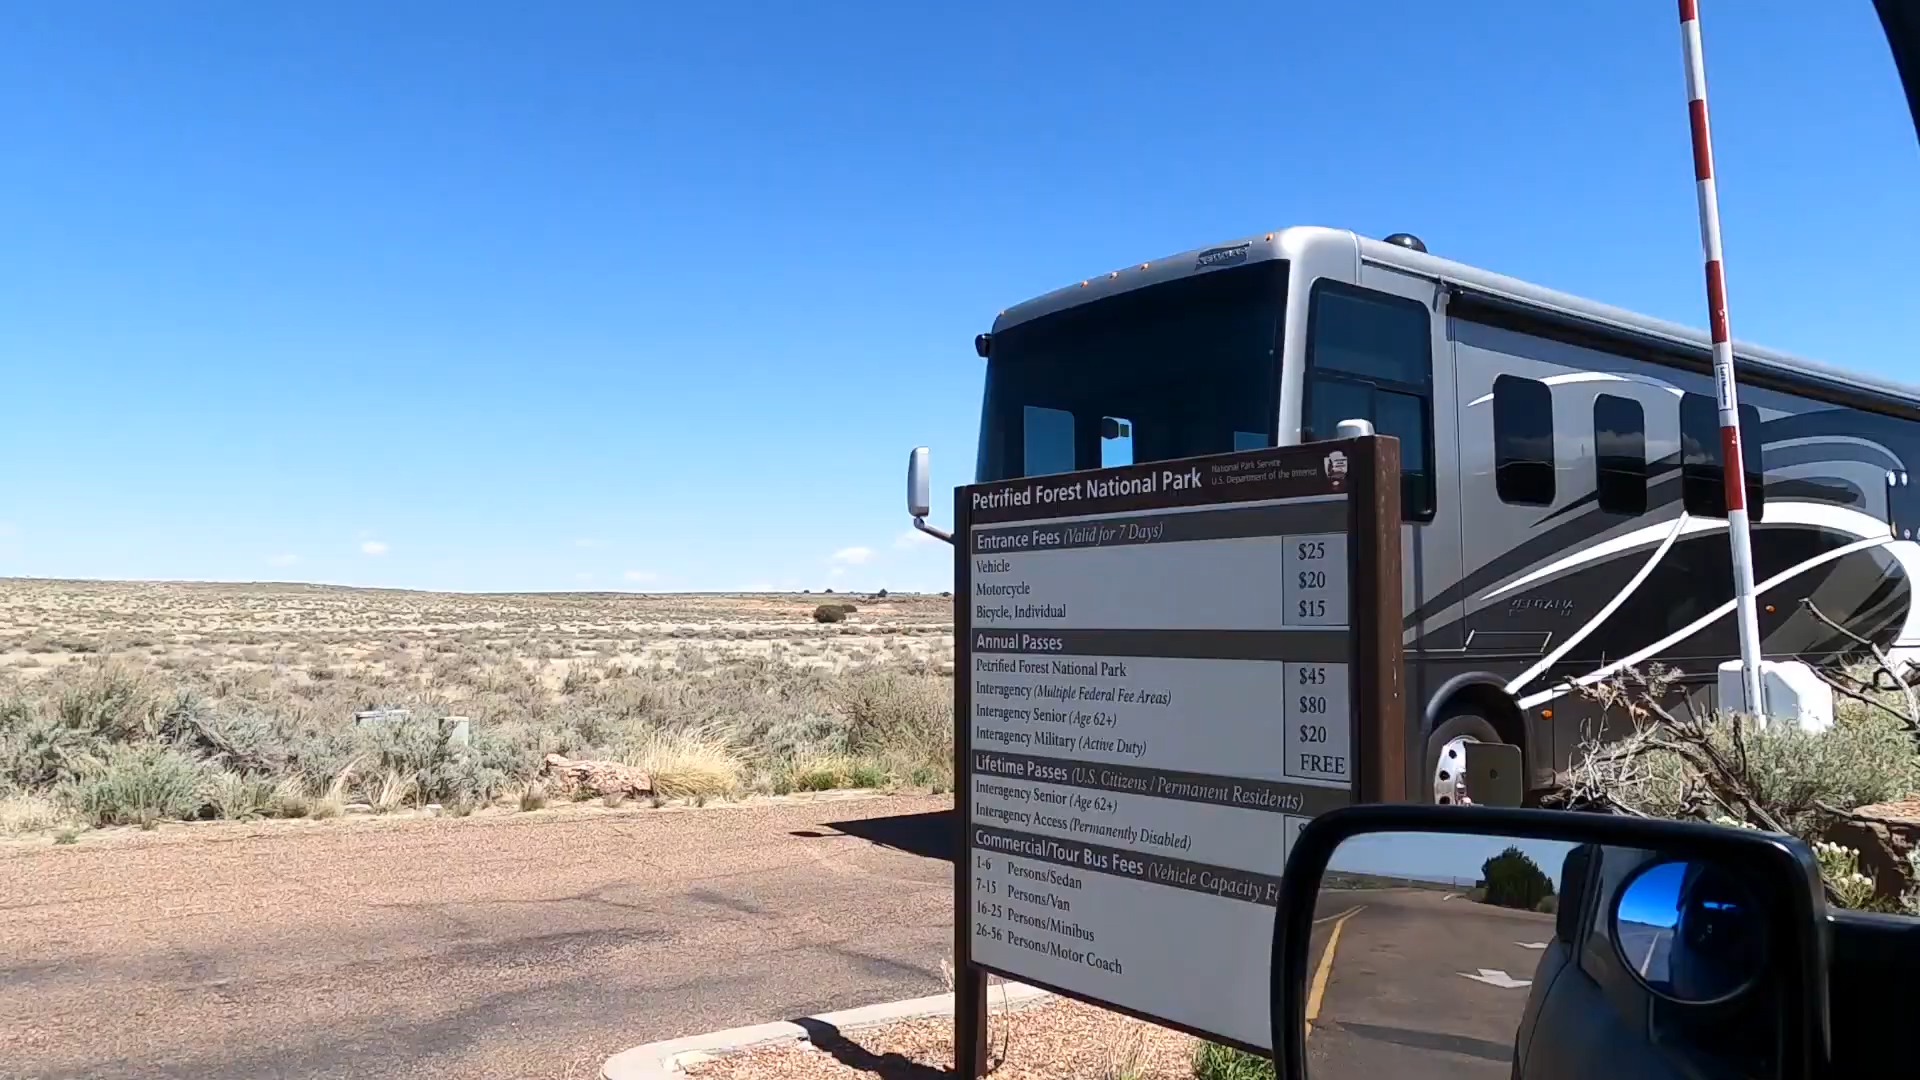 Petrified Forest National Park
National Park Service
U.S. Department of the Interior
Entrance Fees (Valid for 7 Days)
Vehicle $25
Motorcycle $20
Bicycle, Individual $15
Annual Passes
Petrified Forest National Park $45
Interagency (Multiple Federal Fee Areas) $80
Interagency Senior (Age 62+) $20
Interagency Military (Active Duty) FREE
Lifetime Passes (U.S. Citizens / Permanent Residents)
Interagency Senior (Age 62+)
Interagency Access (Permanently Disabled)
Commercial/Tour Bus Fees (Vehicle Capacity
1-6 Persons/Sedan
7-15 Persons/Van
16-25 Persons/Minibus
26-56 Persons/Motor Coach
VENTANA